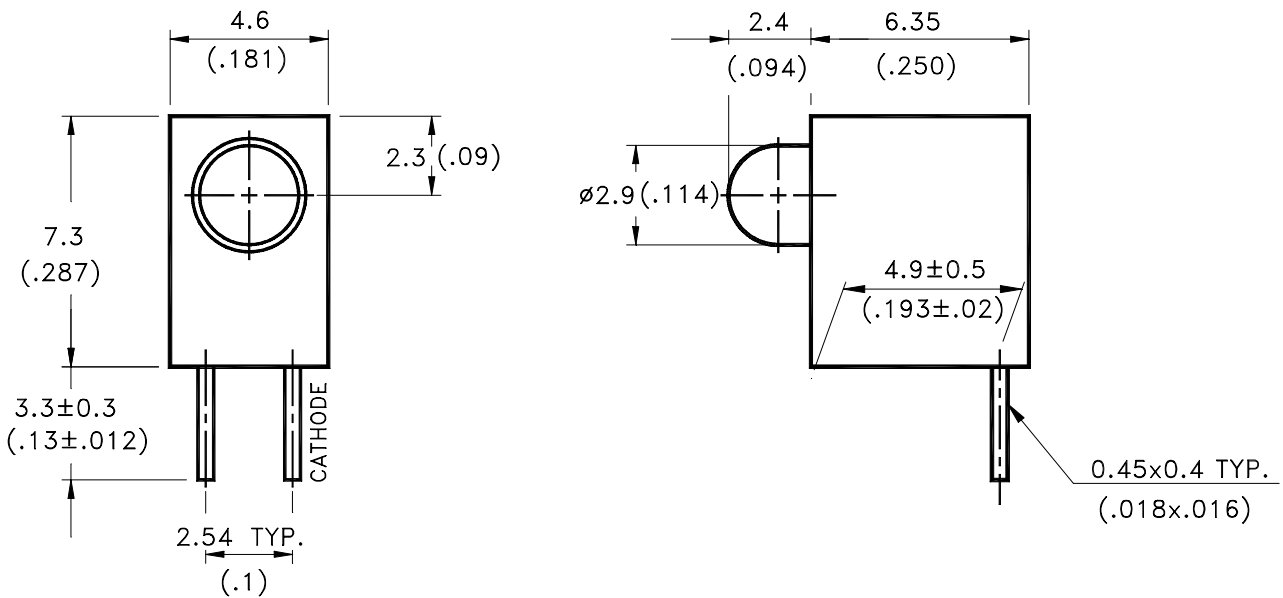 4.6
(.181)
2.3 (.09)
7.3
(.287)
3.3±0.3
(.13±.012)
CATHODE
2.54 TYP.
(.1)
2.4
(.094)
6.35
(.250)
ø2.9(.114)
4.9±0.5
(.193±.02)
0.45x0.4 TYP.
(.018x.016)